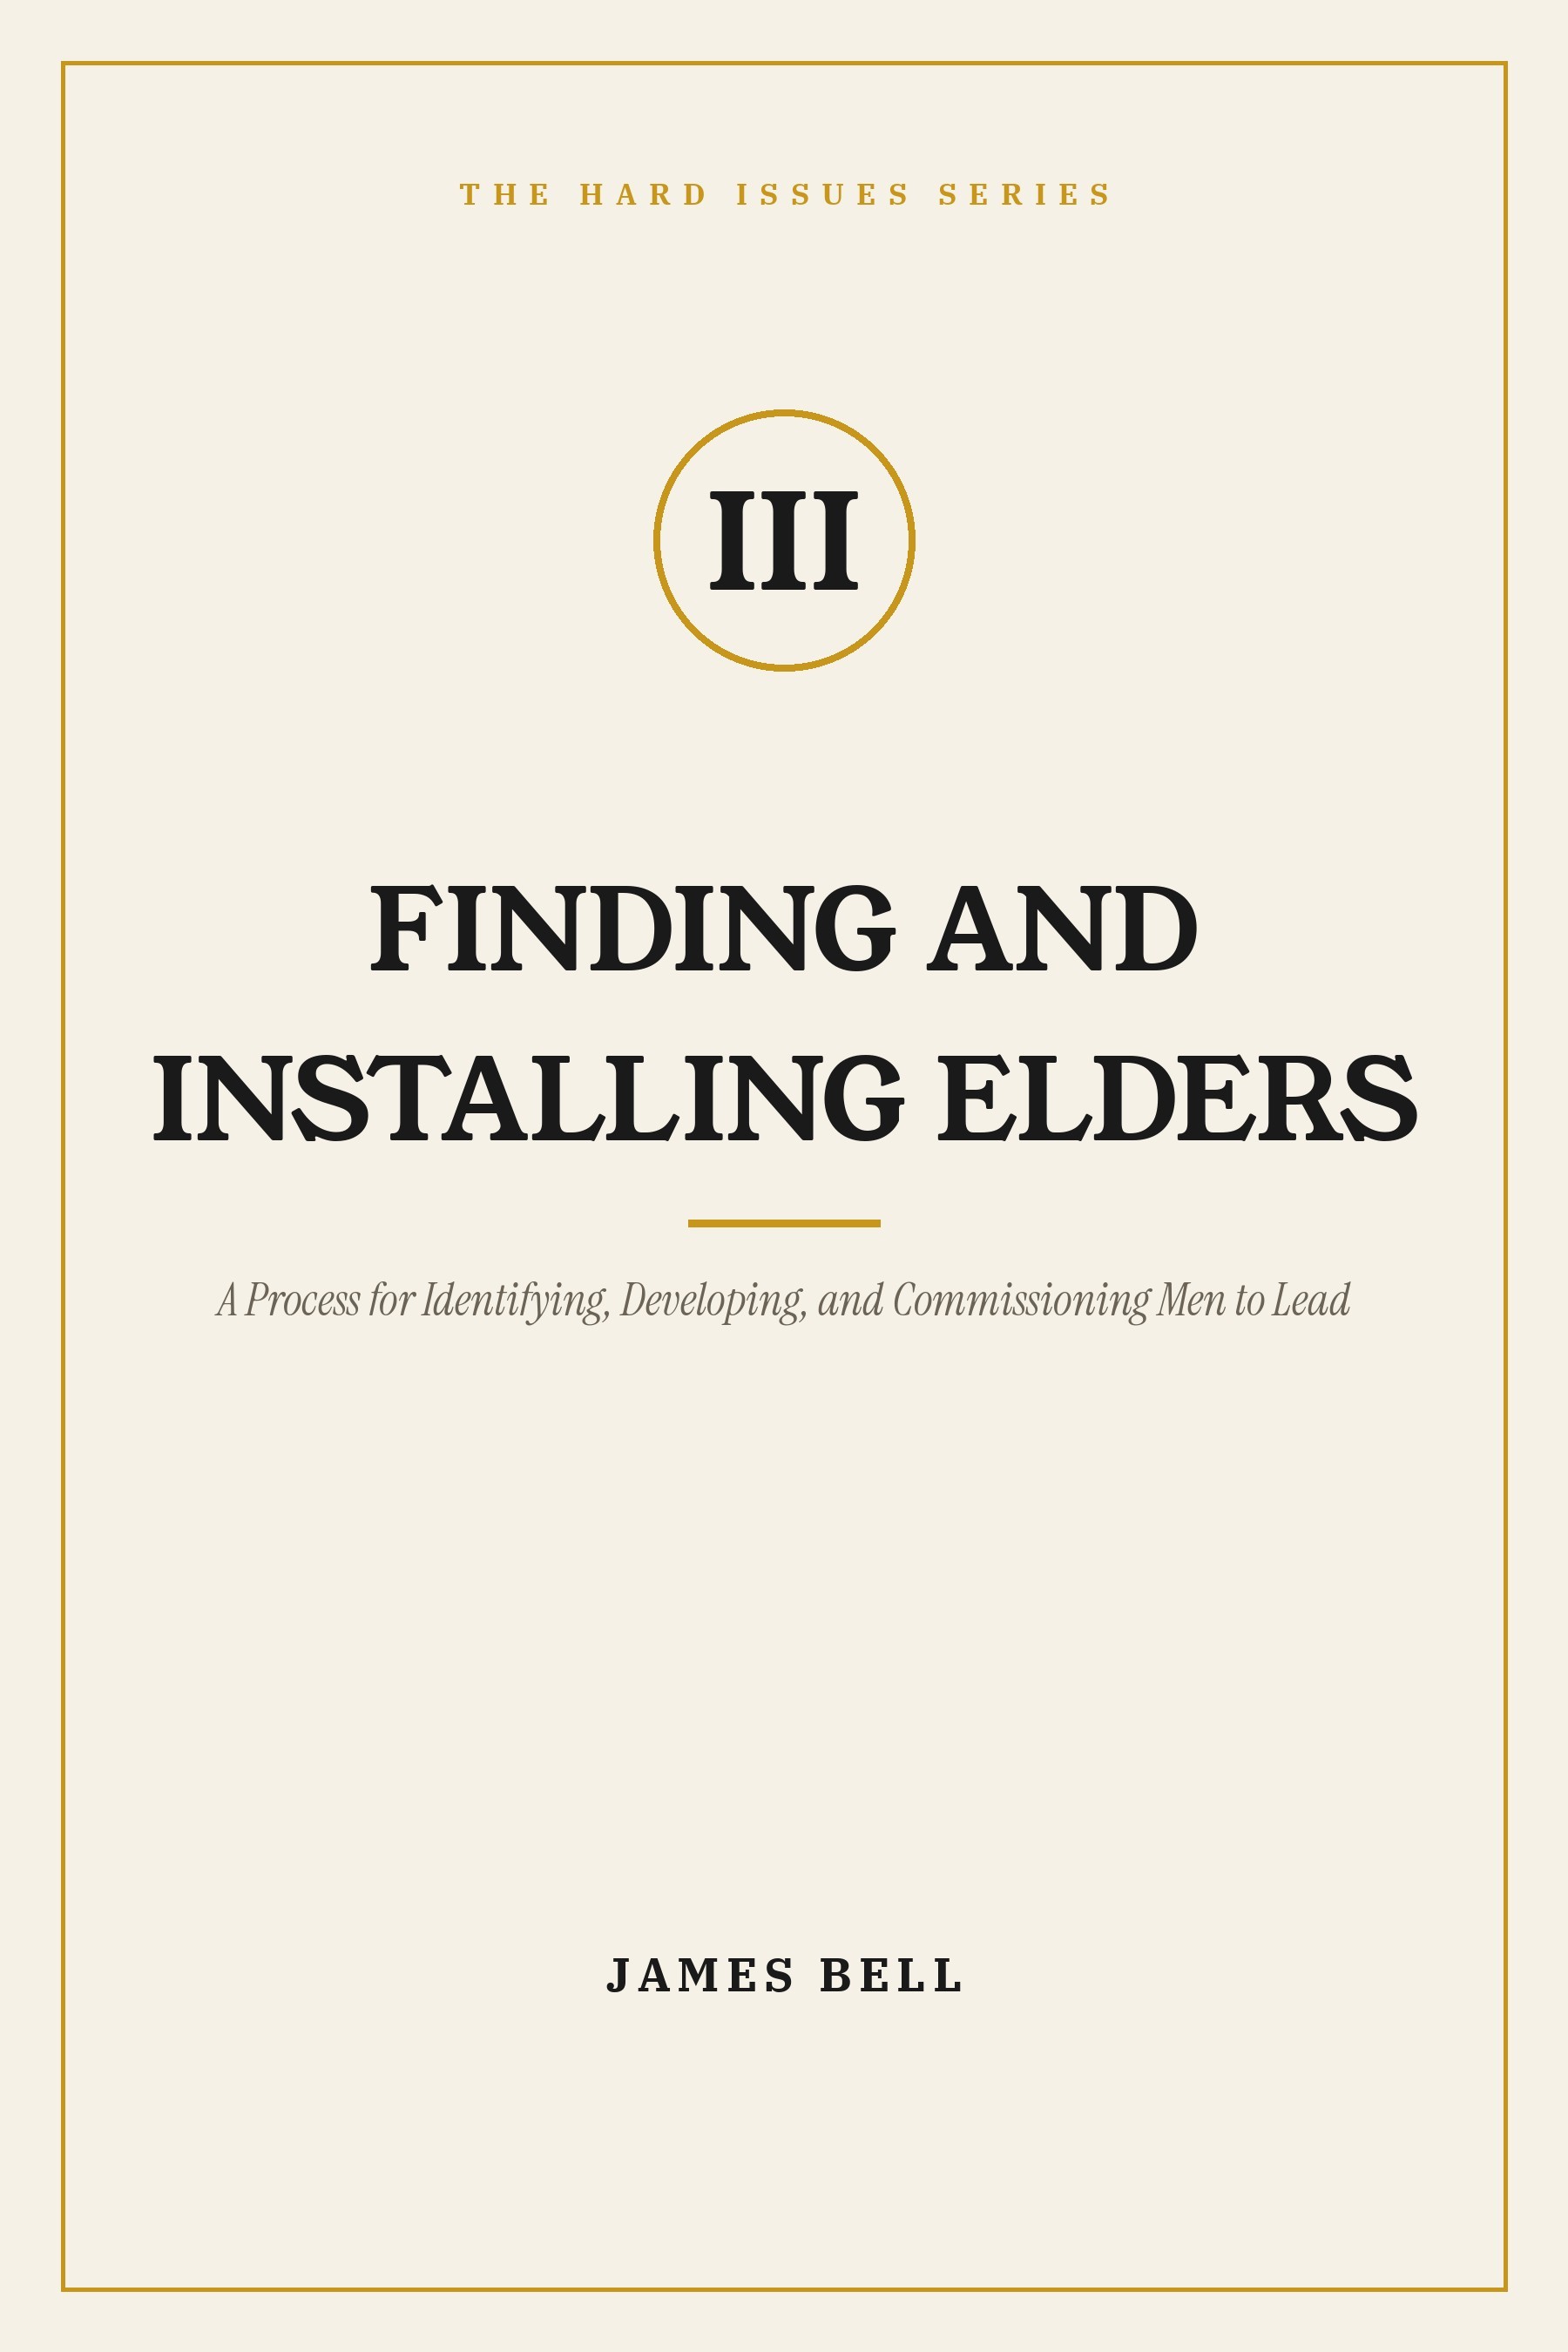 THE HARD ISSUES SERIES
III
FINDING AND
INSTALLING ELDERS
A Process for Identifying, Developing, and Commissioning Men to Lead
JAMES BELL